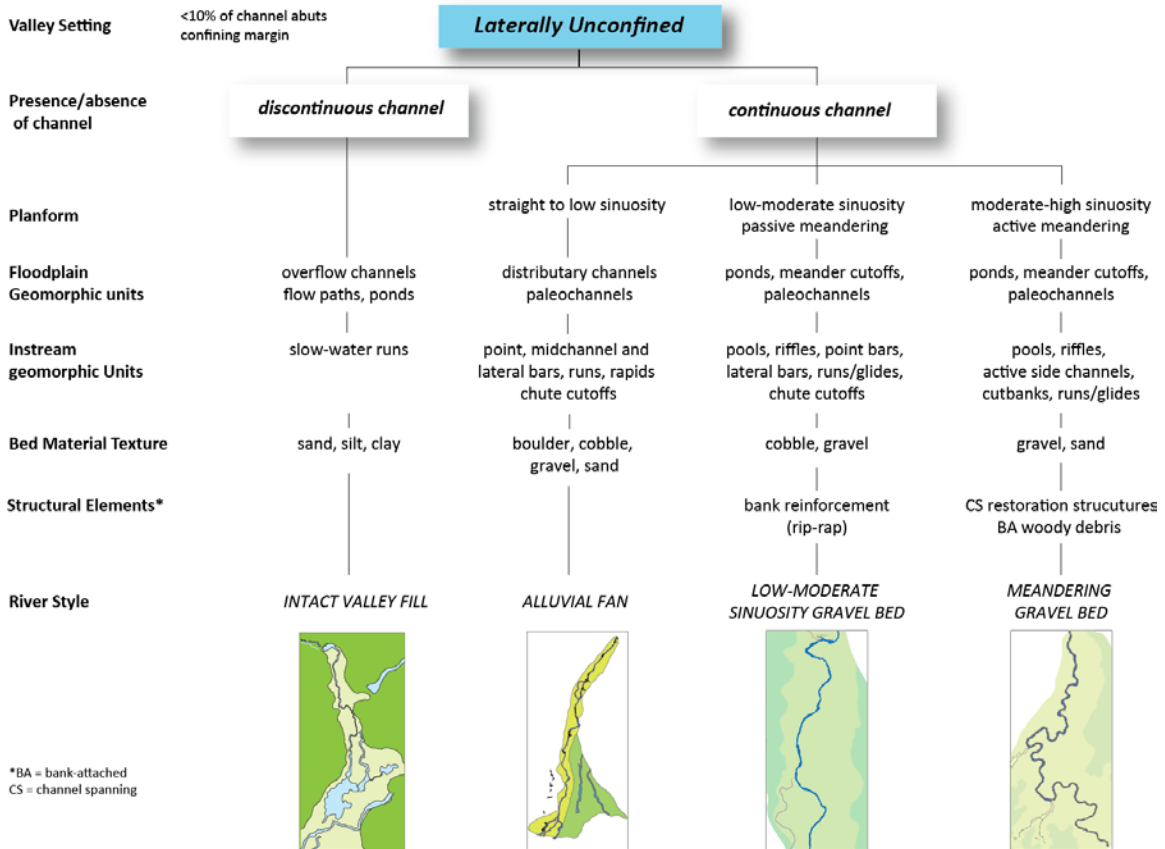 Valley Setting
<10% of channel abuts
confining margin
Laterally Unconfined
Presence/absence
of channel
discontinuous channel
continuous channel
Planform
straight to low sinuosity
low-moderate sinuosity
passive meandering
moderate-high sinuosity
active meandering
Floodplain
Geomorphic units
overflow channels
flow paths, ponds
distributary channels
paleochannels
ponds, meander cutoffs,
paleochannels
ponds, meander cutoffs,
paleochannels
Instream
geomorphic Units
slow-water runs
point, midchannel and
lateral bars, runs, rapids
chute cutoffs
pools, riffles, point bars,
lateral bars, runs/glides,
chute cutoffs
pools, riffles,
active side channels,
cutbanks, runs/glides
Bed Material Texture
sand, silt, clay
boulder, cobble,
gravel, sand
cobble, gravel
gravel, sand
Structural Elements*
bank reinforcement
(rip-rap)
CS restoration strucutures
BA woody debris
River Style
INTACT VALLEY FILL
ALLUVIAL FAN
LOW-MODERATE
SINUOSITY GRAVEL BED
MEANDERING
GRAVEL BED
*BA = bank-attached
CS = channel spanning